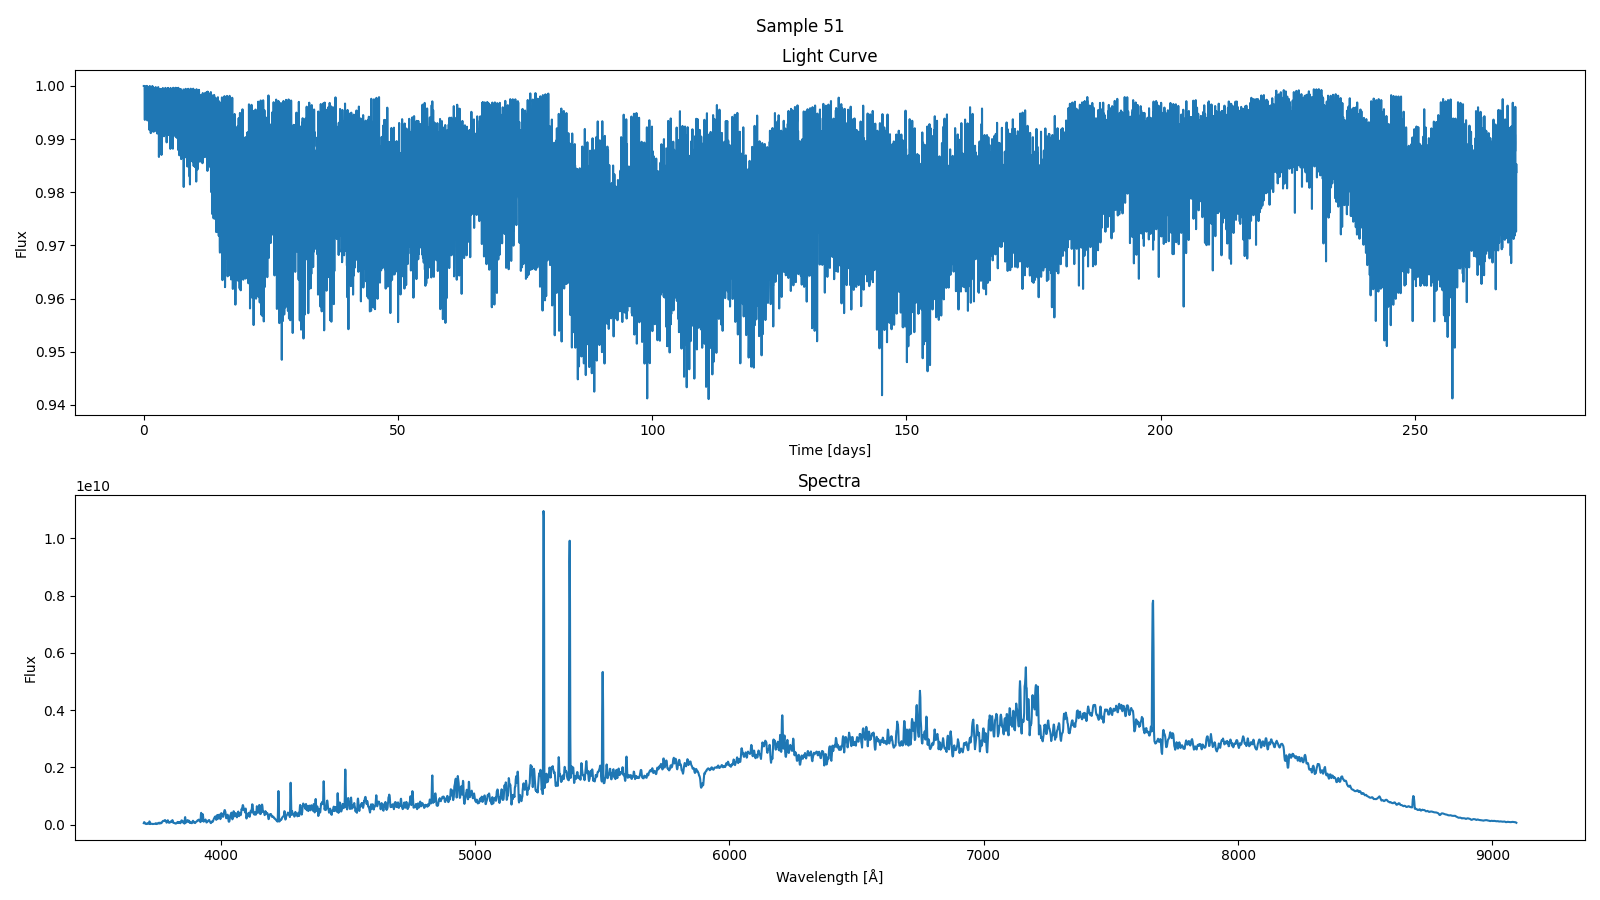 Sample 51
Light Curve
1.00
0.99
0.98
0.97
0.96
0.95
0.94
Flux
0 50 100 150 200 250
Time [days]
Spectra
1e10
1.0
0.8
0.6
0.4
0.2
0.0
Flux
4000 5000 6000 7000 8000 9000
Wavelength [Å]